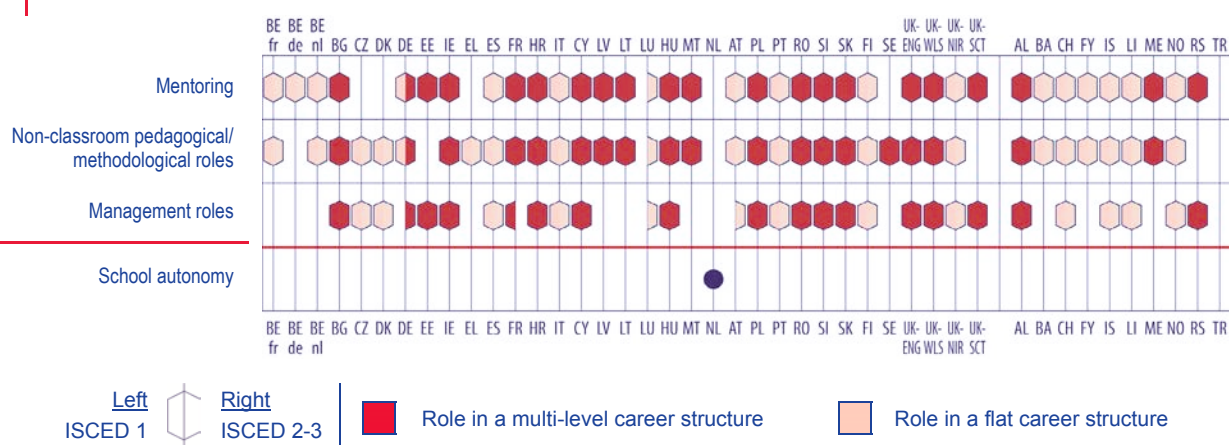 BE BE BE UK- UK- UK- UK-
fr de nl BG CZ DK DE EE IE EL ES FR HR IT CY LV LT LU HU MT NL AT PL PT RO SI SK FI SE ENG WLS NIR SCT AL BA CH FY IS LI ME NO RS TR
Mentoring
Non-classroom pedagogical/
methodological roles
Management roles
School autonomy
BE BE BE BG CZ DK DE EE IE EL ES FR HR IT CY LV LT LU HU MT NL AT PL PT RO SI SK FI SE UK- UK- UK- UK- AL BA CH FY IS LI ME NO RS TR
fr de nl ENG WLS NIR SCT
Left Right
ISCED 1 ISCED 2-3
Role in a multi-level career structure
Role in a flat career structure